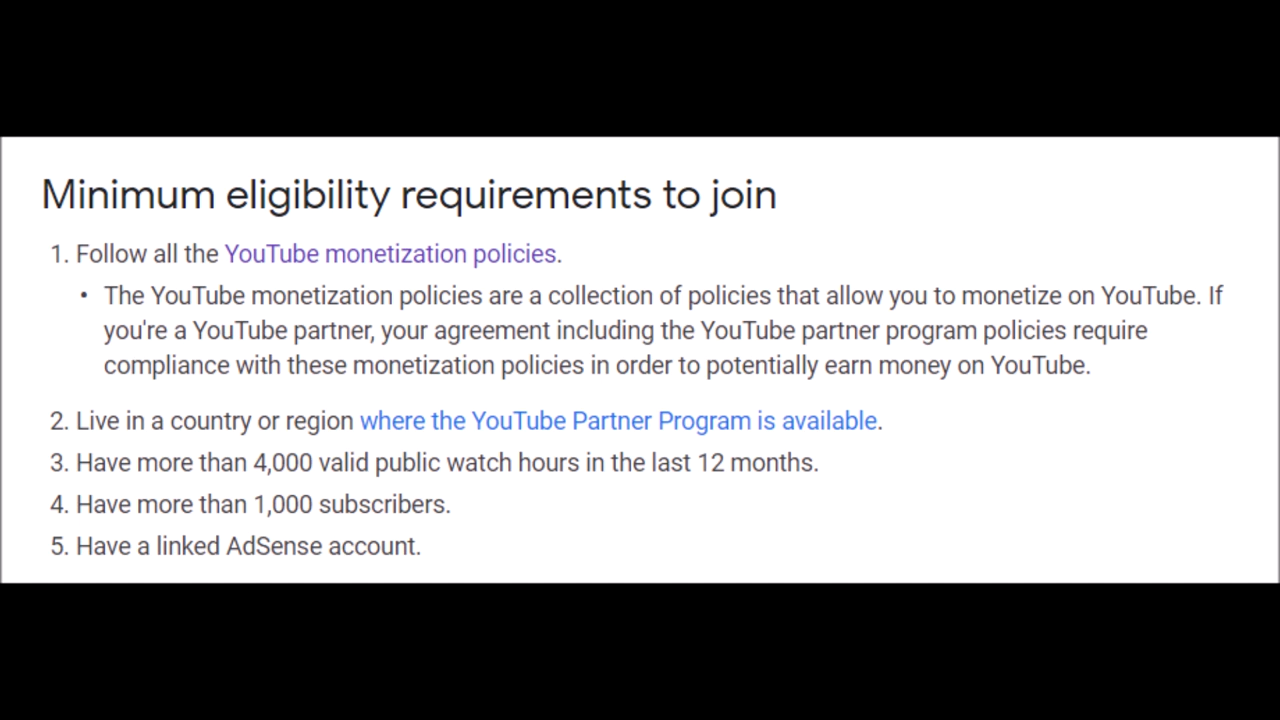 Minimum eligibility requirements to join
1. Follow all the YouTube monetization policies.
• The YouTube monetization policies are a collection of policies that allow you to monetize on YouTube. If
you're a YouTube partner, your agreement including the YouTube partner program policies require
compliance with these monetization policies in order to potentially earn money on YouTube.
2. Live in a country or region where the YouTube Partner Program is available.
3. Have more than 4,000 valid public watch hours in the last 12 months.
4. Have more than 1,000 subscribers.
5. Have a linked AdSense account.